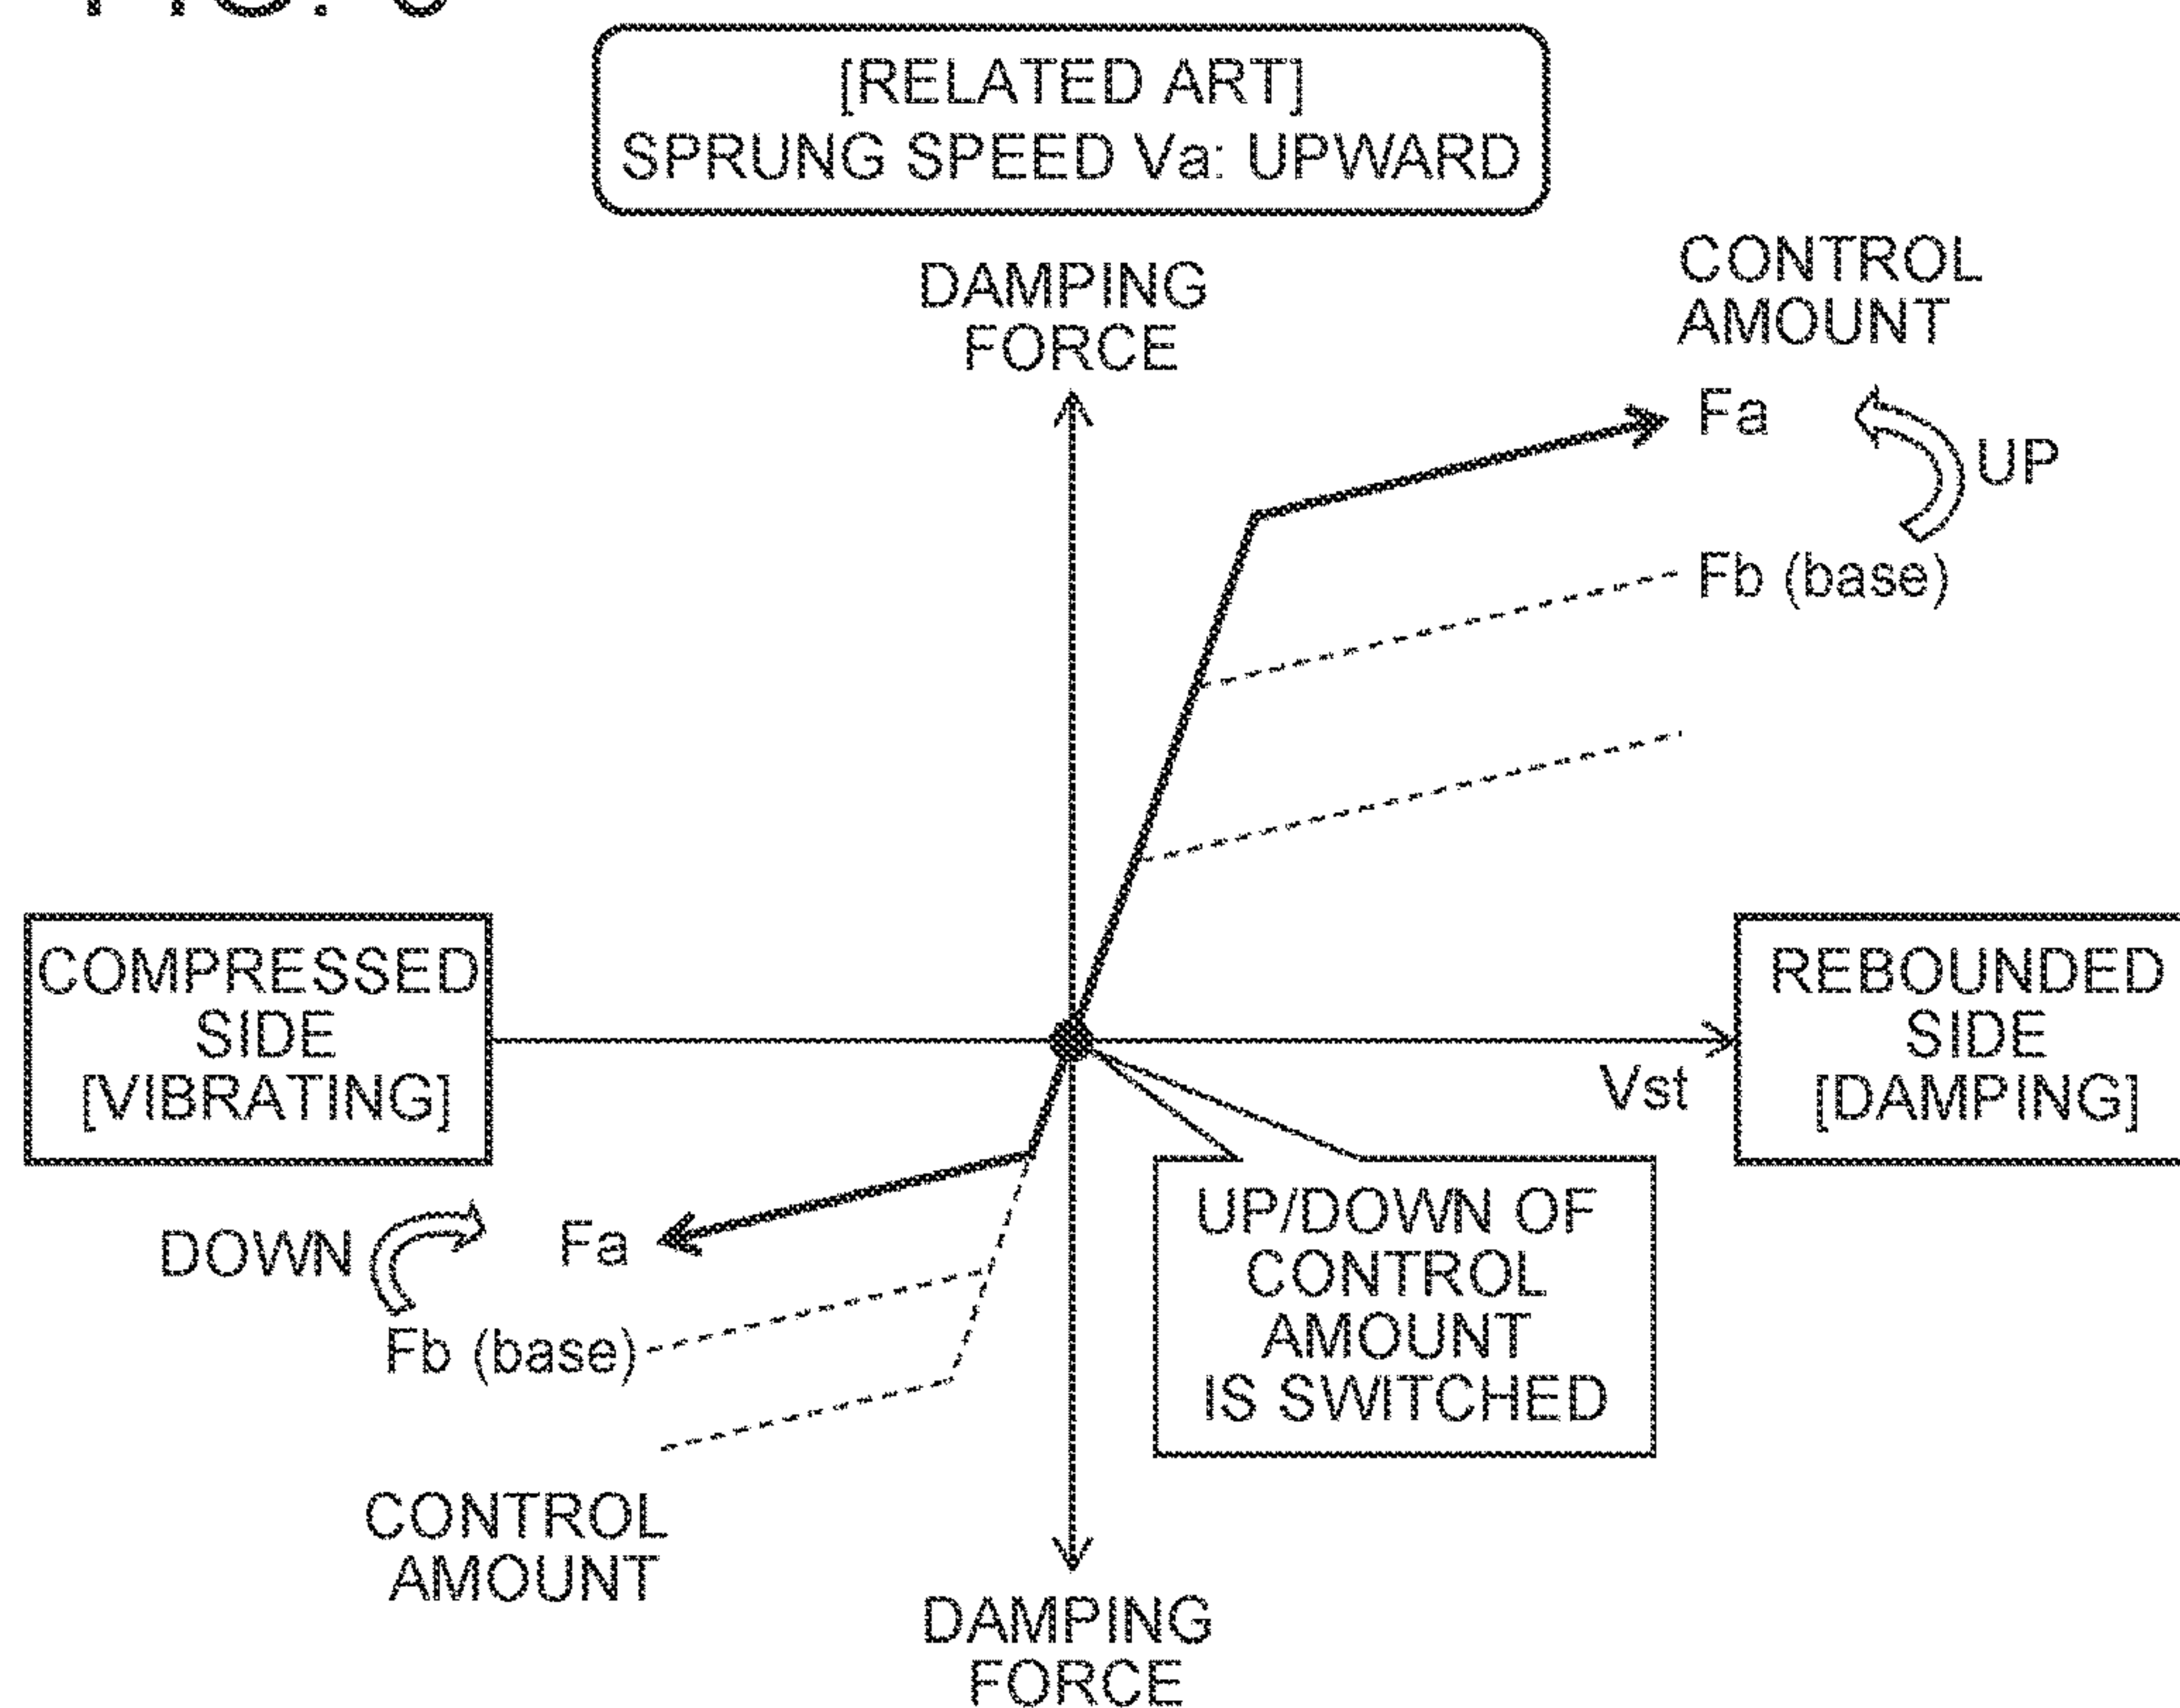 [RELATED ART]
SPRUNG SPEED Va: UPWARD
DAMPING
FORCE
CONTROL
AMOUNT
Fa
UP
Fb (base)
COMPRESSED
SIDE
[VIBRATING]
REBOUNDED
SIDE
[DAMPING]
Vst
UP/DOWN OF
CONTROL
AMOUNT
IS SWITCHED
DOWN
Fa
Fb (base)
CONTROL
AMOUNT
DAMPING
FORCE